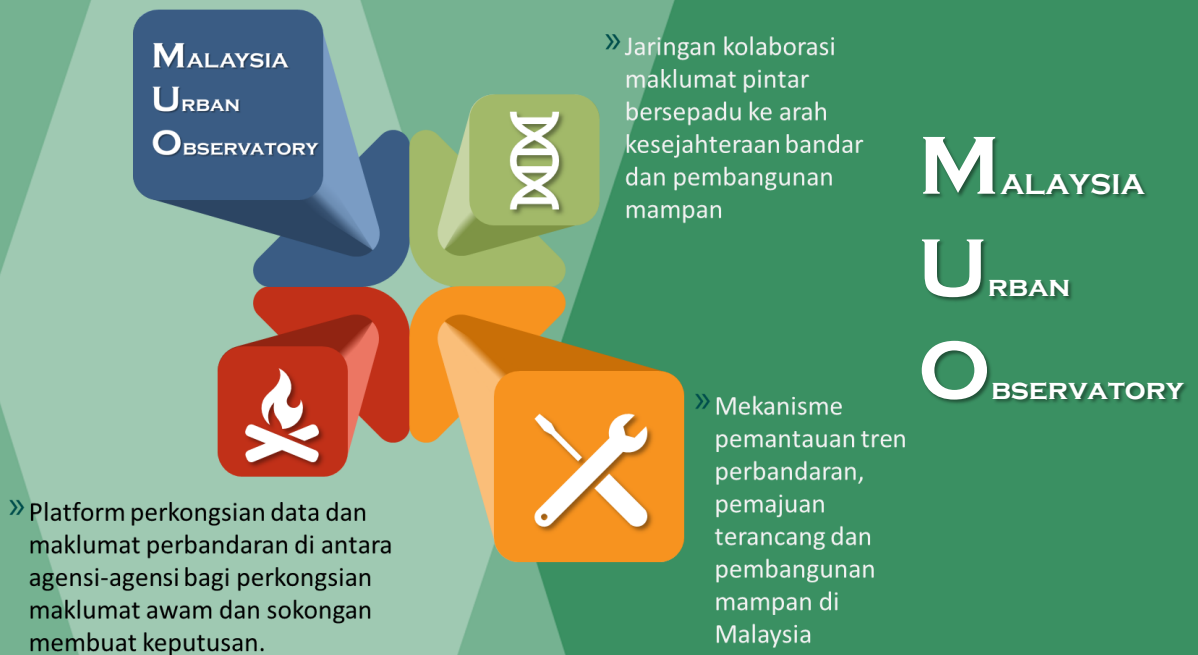 MALAYSIA
URBAN
OBSERVATORY
» Jaringan kolaborasi
maklumat pintar
bersepadu ke arah
kesejahteraan bandar
dan pembangunan
mampan
MALAYSIA
URBAN
OBSERVATORY
» Mekanisme
pemantauan tren
perbandaran,
pemajuan
terancang dan
pembangunan
mampan di
Malaysia
» Platform perkongsian data dan
maklumat perbandaran di antara
agensi-agensi bagi perkongsian
maklumat awam dan sokongan
membuat keputusan.